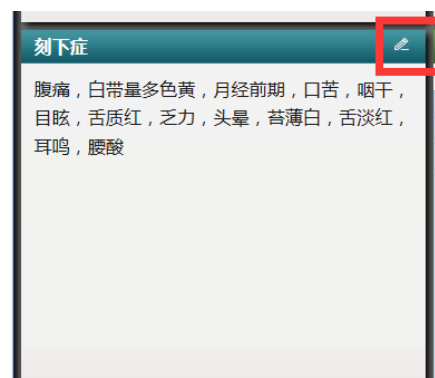 刻下症
腹痛，白带量多色黄，月经前期，口苦，咽干，
目眩，舌质红，乏力，头晕，苔薄白，舌淡红，
耳鸣，腰酸